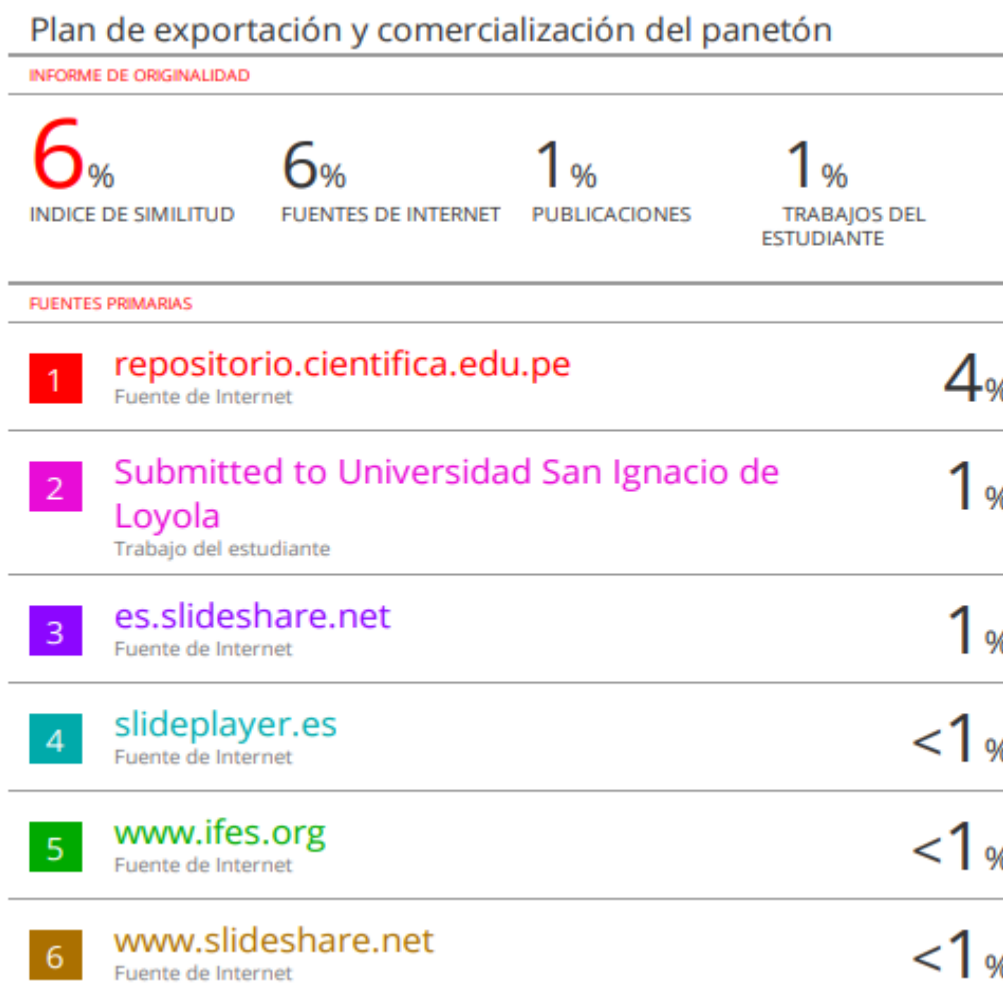 Plan de exportación y comercialización del panetón
INFORME DE ORIGINALIDAD
6%
6%
1%
1%
INDICE DE SIMILITUD
FUENTES DE INTERNET
PUBLICACIONES
TRABAJOS DEL
ESTUDIANTE
FUENTES PRIMARIAS
1
repositorio.cientifica.edu.pe
Fuente de Internet
4%
2
Submitted to Universidad San Ignacio de
Loyola
Trabajo del estudiante
1%
3
es.slideshare.net
Fuente de Internet
1%
4
slideplayer.es
Fuente de Internet
<1%
5
www.ifes.org
Fuente de Internet
<1%
6
www.slideshare.net
Fuente de Internet
<1%